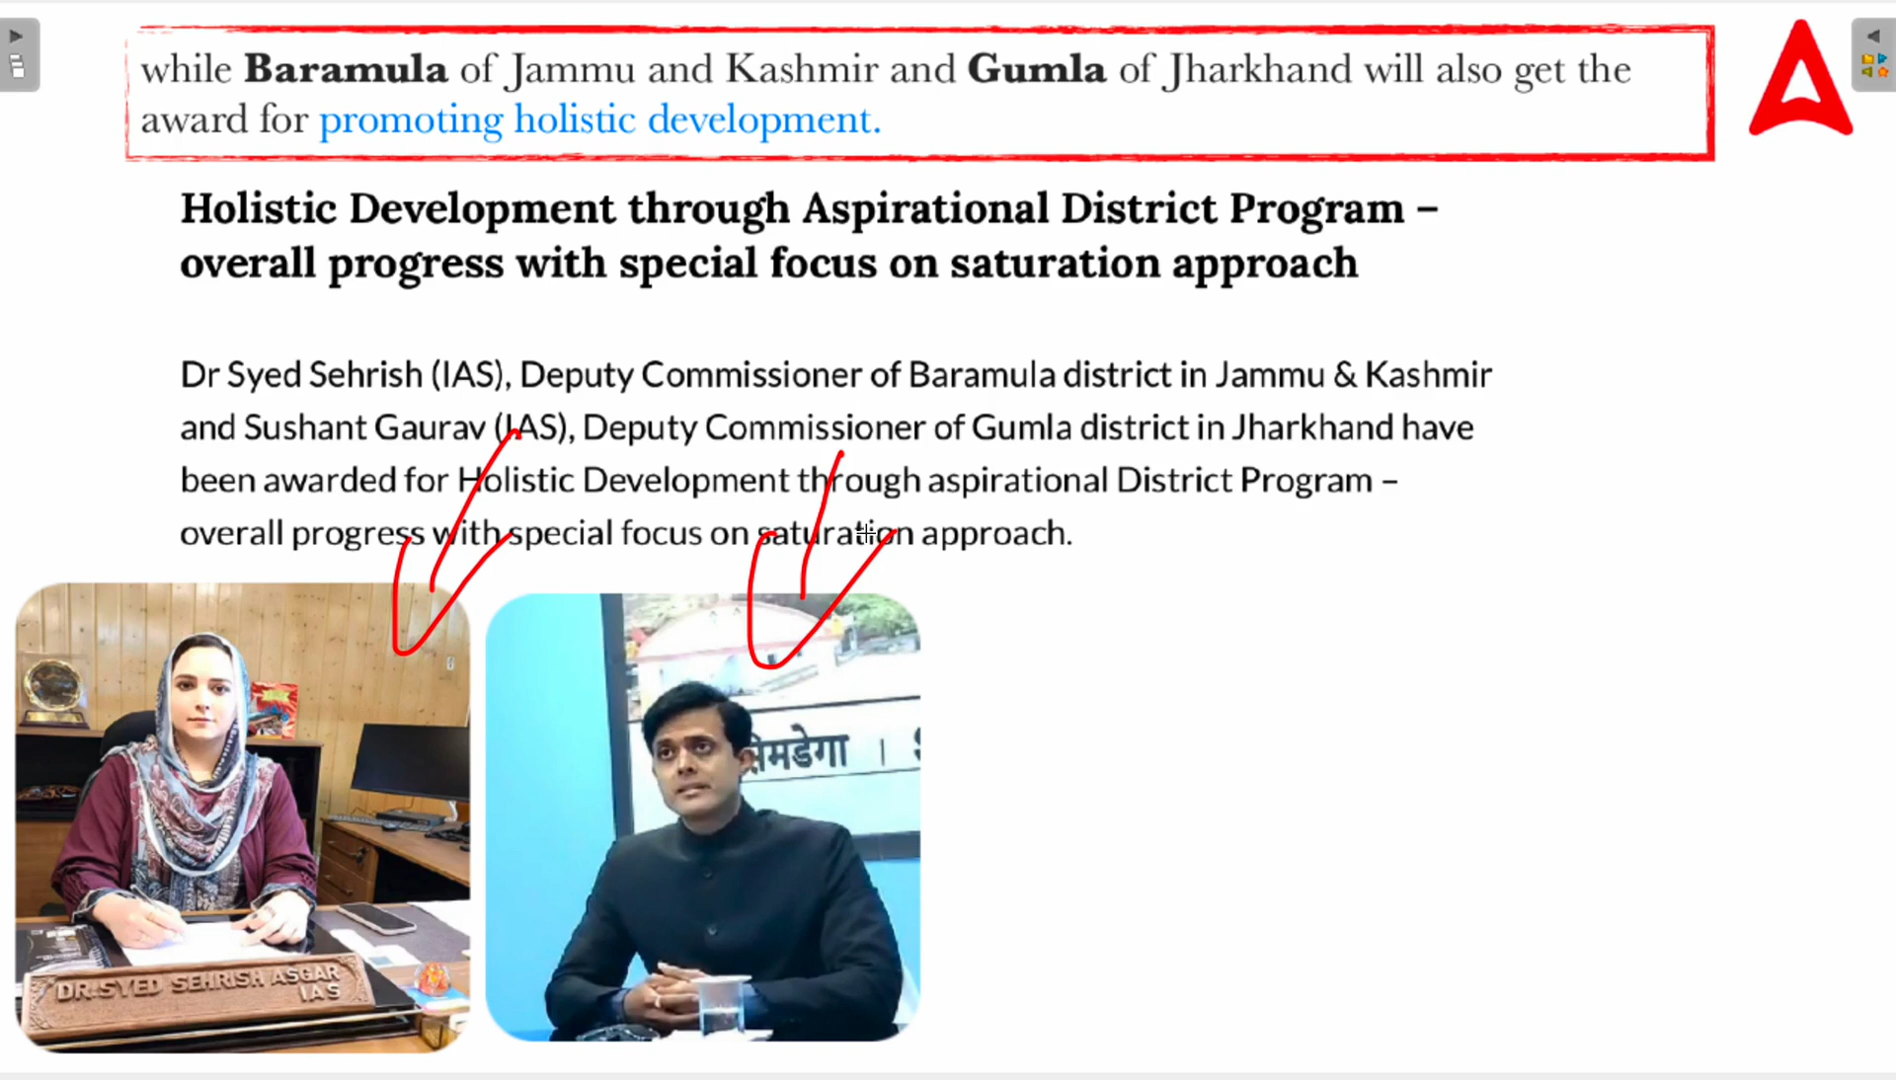 while Baramula of Jammu and Kashmir and Gumla of Jharkhand will also get the
award for promoting holistic development.
Holistic Development through Aspirational District Program –
overall progress with special focus on saturation approach
Dr Syed Sehrish (IAS), Deputy Commissioner of Baramula district in Jammu & Kashmir
and Sushant Gaurav (IAS), Deputy Commissioner of Gumla district in Jharkhand have
been awarded for Holistic Development through aspirational District Program –
overall progress with special focus on saturation approach.
DR. SYED SEHRISH ASGAR
IAS